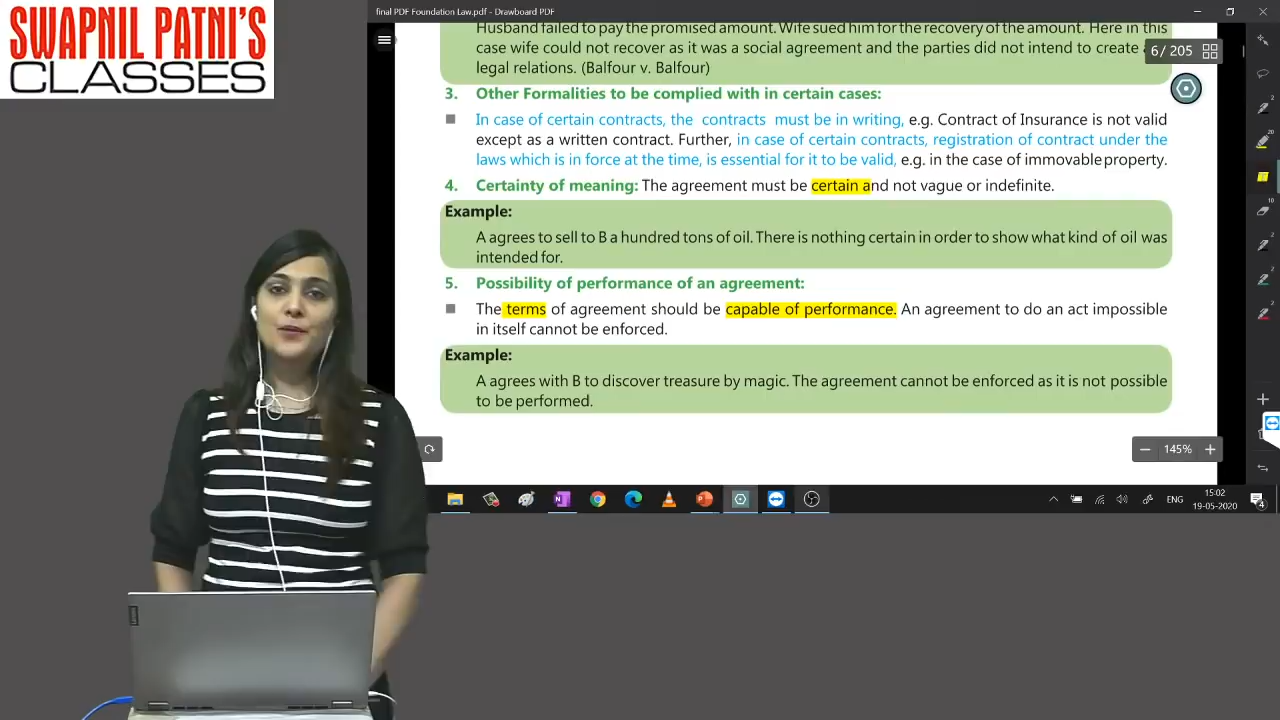 SWAPNIL PATNI'S
CLASSES
final PDF Foundation Law.pdf - Drawboard PDF
6 / 205
Husband failed to pay the promised amount. Wife sued him for the recovery of the amount. Here in this
case wife could not recover as it was a social agreement and the parties did not intend to create
legal relations. (Balfour v. Balfour)
3. Other Formalities to be complied with in certain cases:
In case of certain contracts, the contracts must be in writing, e.g. Contract of Insurance is not valid
except as a written contract. Further, in case of certain contracts, registration of contract under the
laws which is in force at the time, is essential for it to be valid, e.g. in the case of immovable property.
4. Certainty of meaning: The agreement must be certain and not vague or indefinite.
Example:
A agrees to sell to B a hundred tons of oil. There is nothing certain in order to show what kind of oil was
intended for.
5. Possibility of performance of an agreement:
The terms of agreement should be capable of performance. An agreement to do an act impossible
in itself cannot be enforced.
Example:
A agrees with B to discover treasure by magic. The agreement cannot be enforced as it is not possible
to be performed.
145%
ENG
15:02
19-05-2020